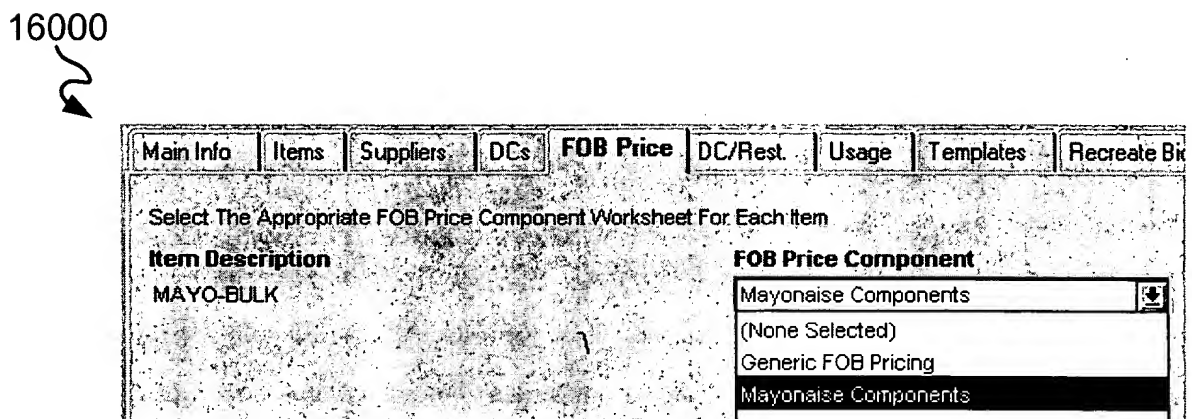 16000
Main Info Items Suppliers DCs FOB Price DC/Rest. Usage Templates Recreate Bi
Select The Appropriate FOB Price Component Worksheet For Each Item
Item Description FOB Price Component
MAYO-BULK Mayonaise Components
(None Selected)
Generic FOB Pricing
Mayonaise Components